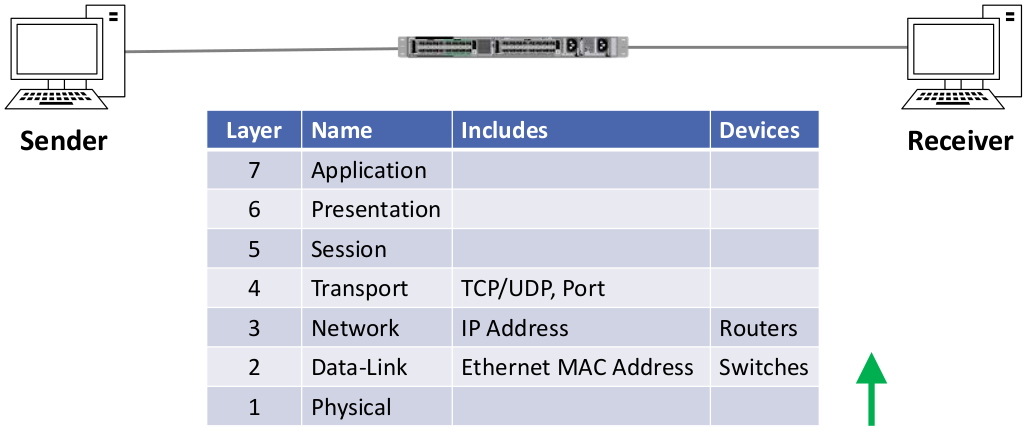 Sender
Receiver
Layer Name Includes Devices
7 Application
6 Presentation
5 Session
4 Transport TCP/UDP, Port
3 Network IP Address Routers
2 Data-Link Ethernet MAC Address Switches
1 Physical